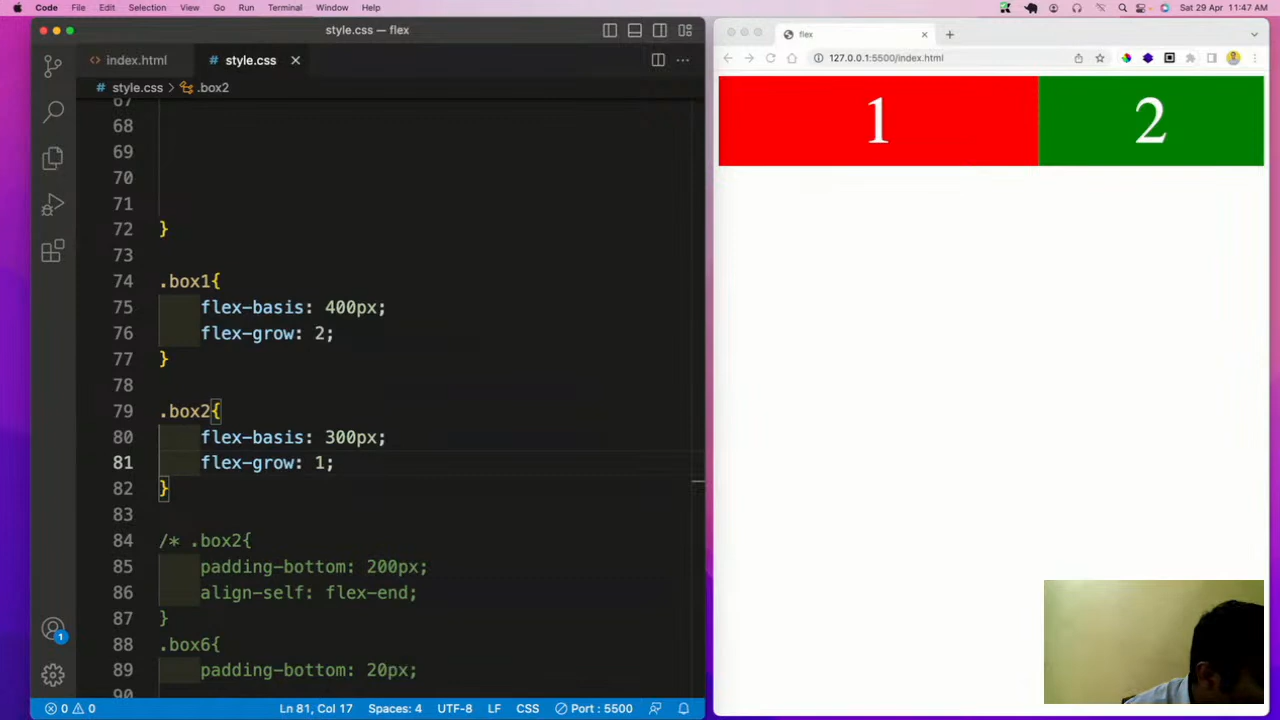 Code File Edit Selection View Go Run Terminal Window Help Sat 29 Apr 11:47 AM
style.css — flex
index.html # style.css
# style.css > .box2
flex
127.0.0.1:5500/index.html
1 2
67
68
69
70
71
72 }
73
74 .box1{
75 flex-basis: 400px;
76 flex-grow: 2;
77 }
78
79 .box2{
80 flex-basis: 300px;
81 flex-grow: 1;
82 }
83
84 /* .box2{
85 padding-bottom: 200px;
86 align-self: flex-end;
87 }
88 .box6{
89 padding-bottom: 20px;
90
1
0 0 Ln 81, Col 17 Spaces: 4 UTF-8 LF CSS Port : 5500